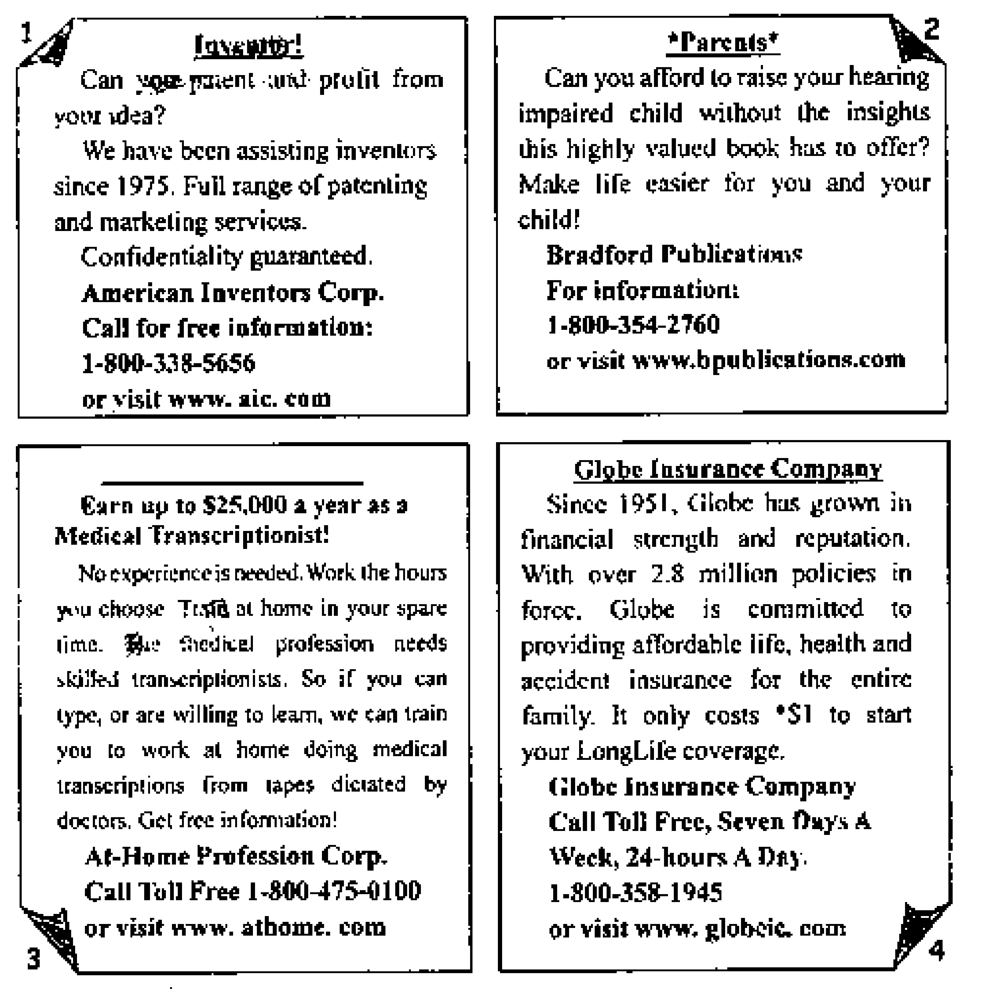 1
Inventor!
Can you patent and profit from
your idea?
We have been assisting inventors
since 1975. Full range of patenting
and marketing services.
Confidentiality guaranteed.
American Inventors Corp.
Call for free information:
1-800-338-5656
or visit www. aic. com
2
*Parents*
Can you afford to raise your hearing
impaired child without the insights
this highly valued book has to offer?
Make life easier for you and your
child!
Bradford Publications
For information:
1-800-354-2760
or visit www.bpublications.com
3
Earn up to $25,000 a year as a
Medical Transcriptionist!
No experience is needed. Work the hours
you choose Train at home in your spare
time. The medical profession needs
skilled transcriptionists. So if you can
type, or are willing to learn, we can train
you to work at home doing medical
transcriptions from tapes dictated by
doctors. Get free information!
At-Home Profession Corp.
Call Toll Free 1-800-475-0100
or visit www. athome. com
4
Globe Insurance Company
Since 1951, Globe has grown in
financial strength and reputation.
With over 2.8 million policies in
force. Globe is committed to
providing affordable life, health and
accident insurance for the entire
family. It only costs *$1 to start
your LongLife coverage.
Globe Insurance Company
Call Toll Free, Seven Days A
Week, 24-hours A Day.
1-800-358-1945
or visit www. globeic. com